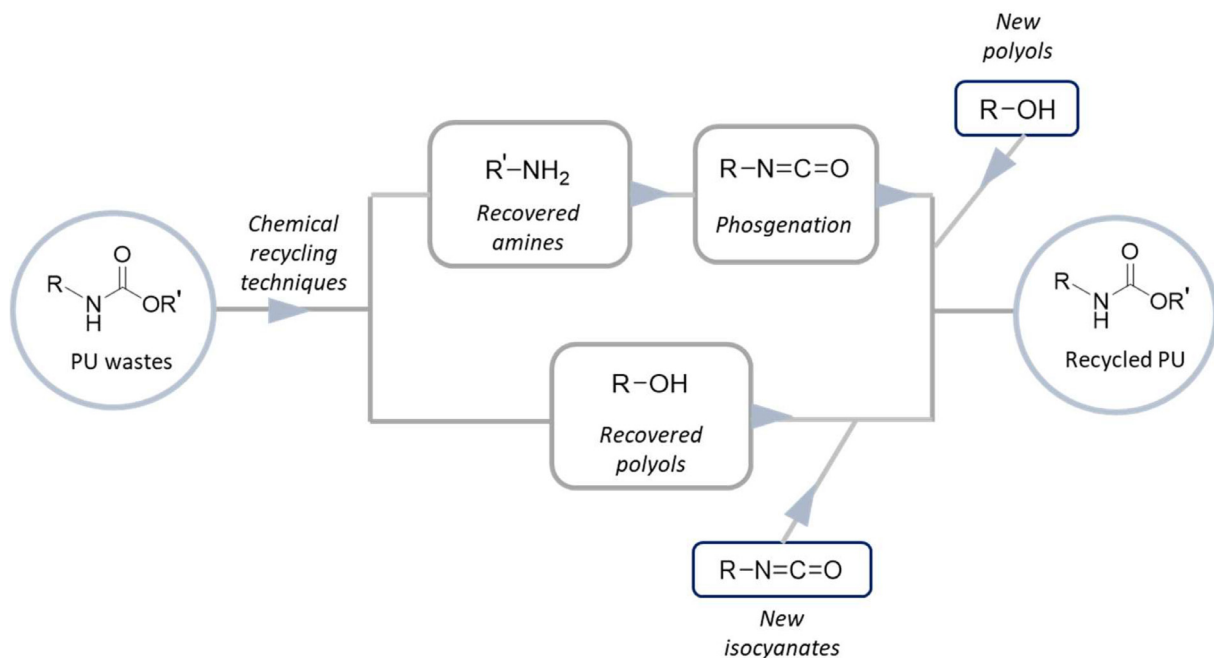 New
polyols
R–OH
R'–NH₂
Recovered
amines
R–N=C=O
Phosgenation
Chemical
recycling
techniques
O
R
N
H
OR'
PU wastes
O
R
N
H
OR'
Recycled PU
R–OH
Recovered
polyols
R–N=C=O
New
isocyanates